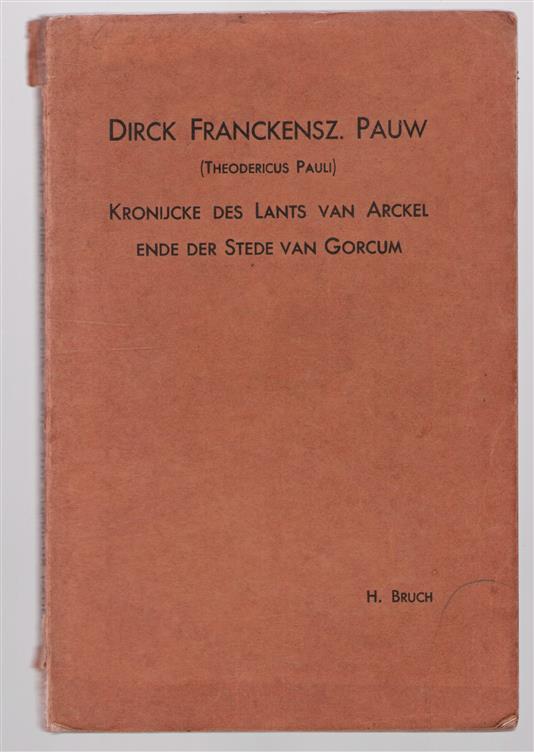 DIRCK FRANCKENSZ. PAUW
(THEODERICUS PAULI)
KRONIJCKE DES LANTS VAN ARCKEL
ENDE DER STEDE VAN GORCUM
H. BRUCH